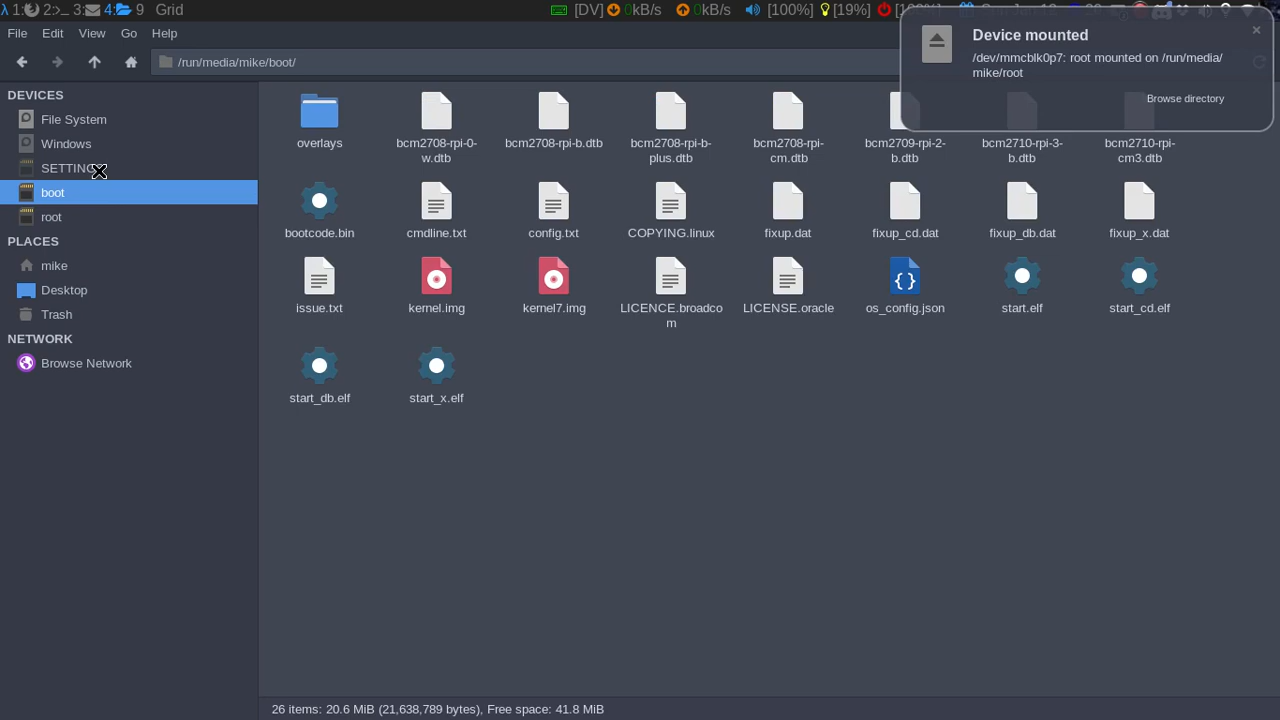 λ 1: 2:>_ 3: 4: 9 Grid
[DV] 0kB/s 0kB/s [100%] [19%]
File Edit View Go Help
/run/media/mike/boot/
Device mounted
/dev/mmcblk0p7: root mounted on /run/media/
mike/root
Browse directory
DEVICES
File System
Windows
boot
root
PLACES
mike
Desktop
Trash
NETWORK
Browse Network
overlays
bcm2708-rpi-0-
w.dtb
bcm2708-rpi-b.dtb
bcm2708-rpi-b-
plus.dtb
bcm2708-rpi-
cm.dtb
bcm2709-rpi-2-
b.dtb
bcm2710-rpi-3-
b.dtb
bcm2710-rpi-
cm3.dtb
bootcode.bin
cmdline.txt
config.txt
COPYING.linux
fixup.dat
fixup_cd.dat
fixup_db.dat
fixup_x.dat
issue.txt
kernel.img
kernel7.img
LICENCE.broadco
m
LICENSE.oracle
os_config.json
start.elf
start_cd.elf
start_db.elf
start_x.elf
26 items: 20.6 MiB (21,638,789 bytes), Free space: 41.8 MiB